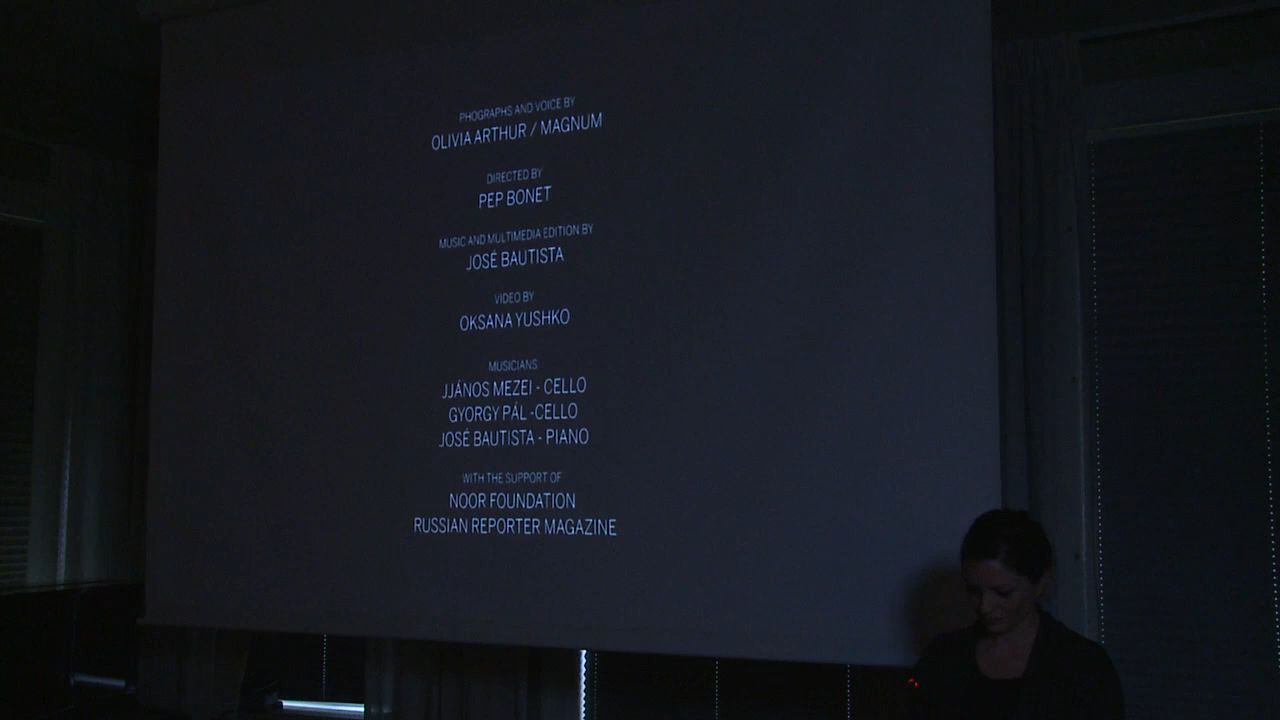 PHOGRAPHS AND VOICE BY
OLIVIA ARTHUR / MAGNUM
DIRECTED BY
PEP BONET
MUSIC AND MULTIMEDIA EDITION BY
JOSÉ BAUTISTA
VIDEO BY
OKSANA YUSHKO
MUSICIANS
JJÁNOS MEZEI - CELLO
GYORGY PÁL -CELLO
JOSÉ BAUTISTA - PIANO
WITH THE SUPPORT OF
NOOR FOUNDATION
RUSSIAN REPORTER MAGAZINE